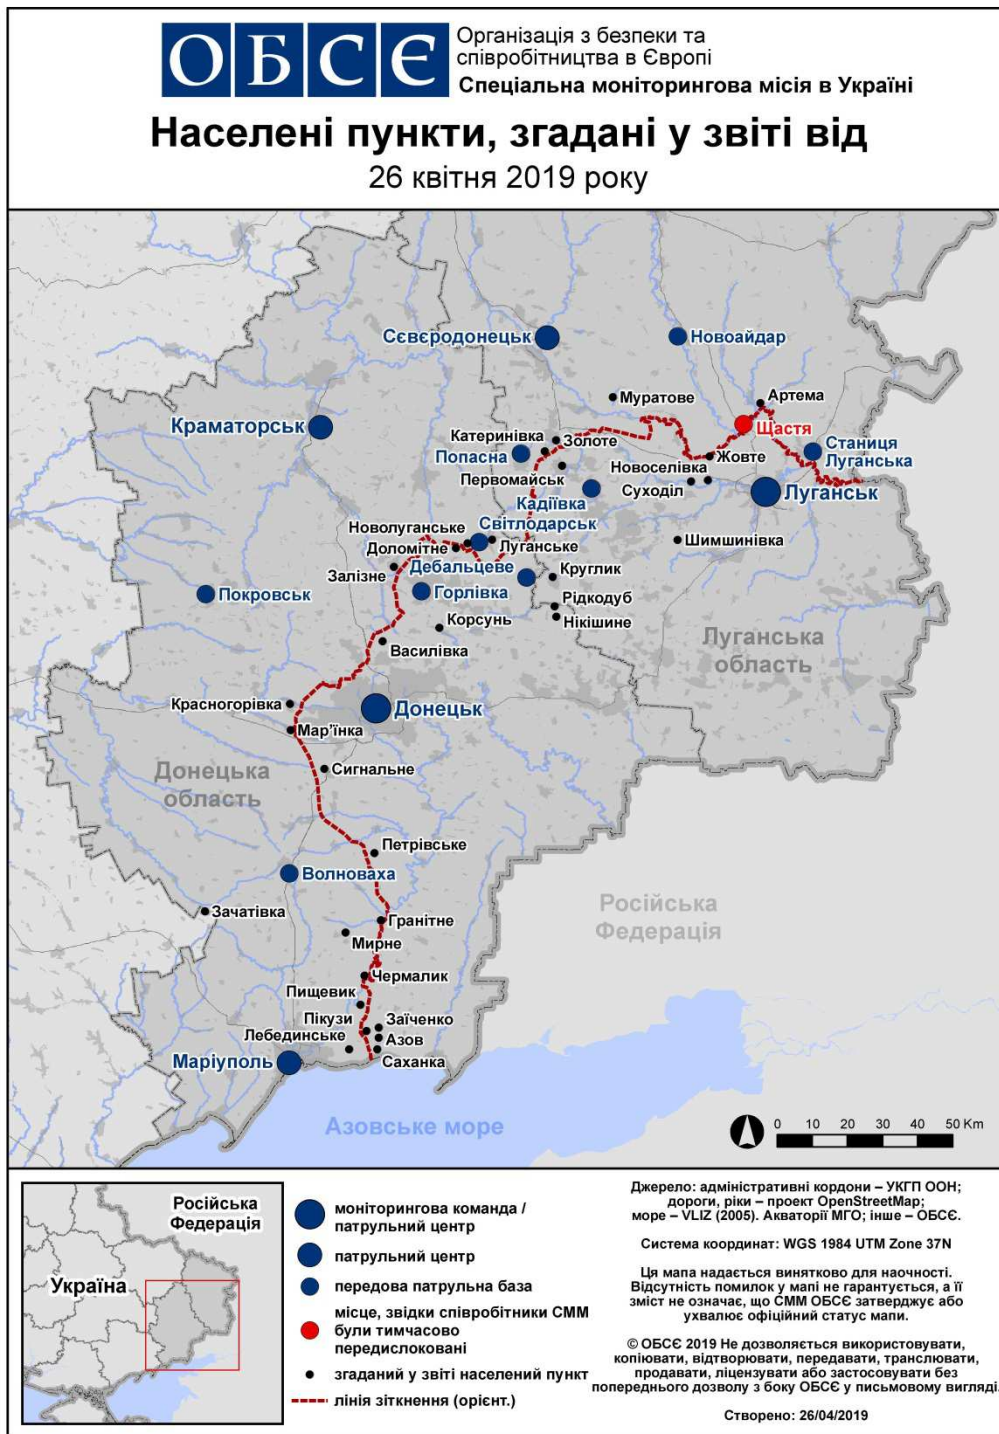 ОБСЄ
Організація з безпеки та
співробітництва в Європі
Спеціальна моніторингова місія в Україні
Населені пункти, згадані у звіті від
26 квітня 2019 року
Сєвєродонецьк
Новоайдар
Муратове
Артема
Краматорськ
Щастя
Катеринівка
Золоте
Попасна
Станиця
Луганська
Жовте
Первомайськ
Новоселівка
Суходіл
Луганськ
Кадіївка
Світлодарськ
Новолуганське
Доломітне
Луганське
Шимшинівка
Залізне
Дебальцеве
Круглик
Покровськ
Горлівка
Рідкодуб
Нікішине
Корсунь
Василівка
Луганська
область
Красногорівка
Донецьк
Мар’їнка
Донецька
область
Сигнальне
Петрівське
Волноваха
Зачатівка
Гранітне
Російська
Федерація
Мирне
Чермалик
Пищевик
Пікузи
Заїченко
Лебединське
Азов
Маріуполь
Саханка
Азовське море
0 10 20 30 40 50 Km
Російська
Федерація
Україна
моніторингова команда /
патрульний центр
патрульний центр
передова патрульна база
місце, звідки співробітники СММ
були тимчасово
передислоковані
згаданий у звіті населений пункт
лінія зіткнення (орієнт.)
Джерело: адміністративні кордони – УКГП ООН;
дороги, ріки – проект OpenStreetMap;
море – VLIZ (2005). Акваторії МГО; інше – ОБСЄ.
Система координат: WGS 1984 UTM Zone 37N
Ця мапа надається винятково для наочності.
Відсутність помилок у мапі не гарантується, а її
зміст не означає, що СММ ОБСЄ затверджує або
ухвалює офіційний статус мапи.
© ОБСЄ 2019 Не дозволяється використовувати,
копіювати, відтворювати, передавати, транслювати,
продавати, ліцензувати або застосовувати без
попереднього дозволу з боку ОБСЄ у письмовому вигляді.
Створено: 26/04/2019